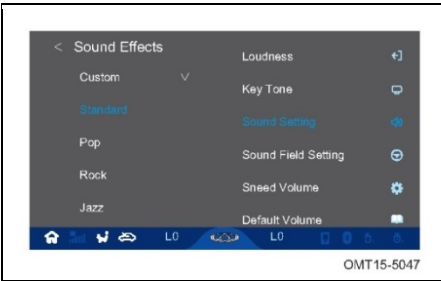 < Sound Effects
Custom
Standard
Pop
Rock
Jazz
Loudness
Key Tone
Sound Setting
Sound Field Setting
Sneed Volume
Default Volume
L0
L0
OMT15-5047